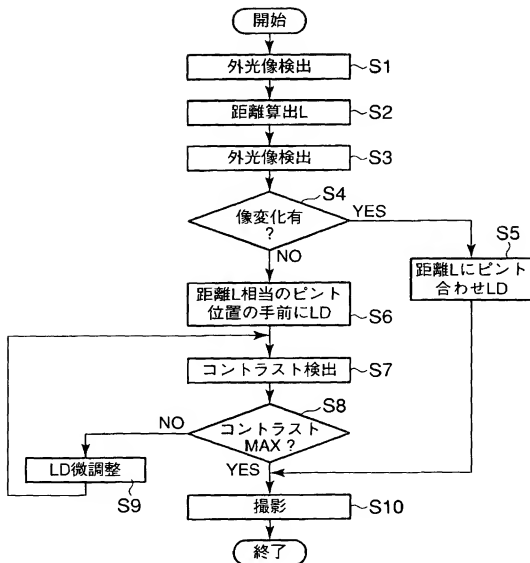 開始
外光像検出
S1
距離算出L
S2
外光像検出
S3
S4
像変化有
?
YES
NO
S5
距離Lにピント
合わせLD
距離L相当のピント
位置の手前にLD
S6
コントラスト検出
S7
S8
NO
コントラスト
MAX?
YES
LD微調整
S9
撮影
S10
終了